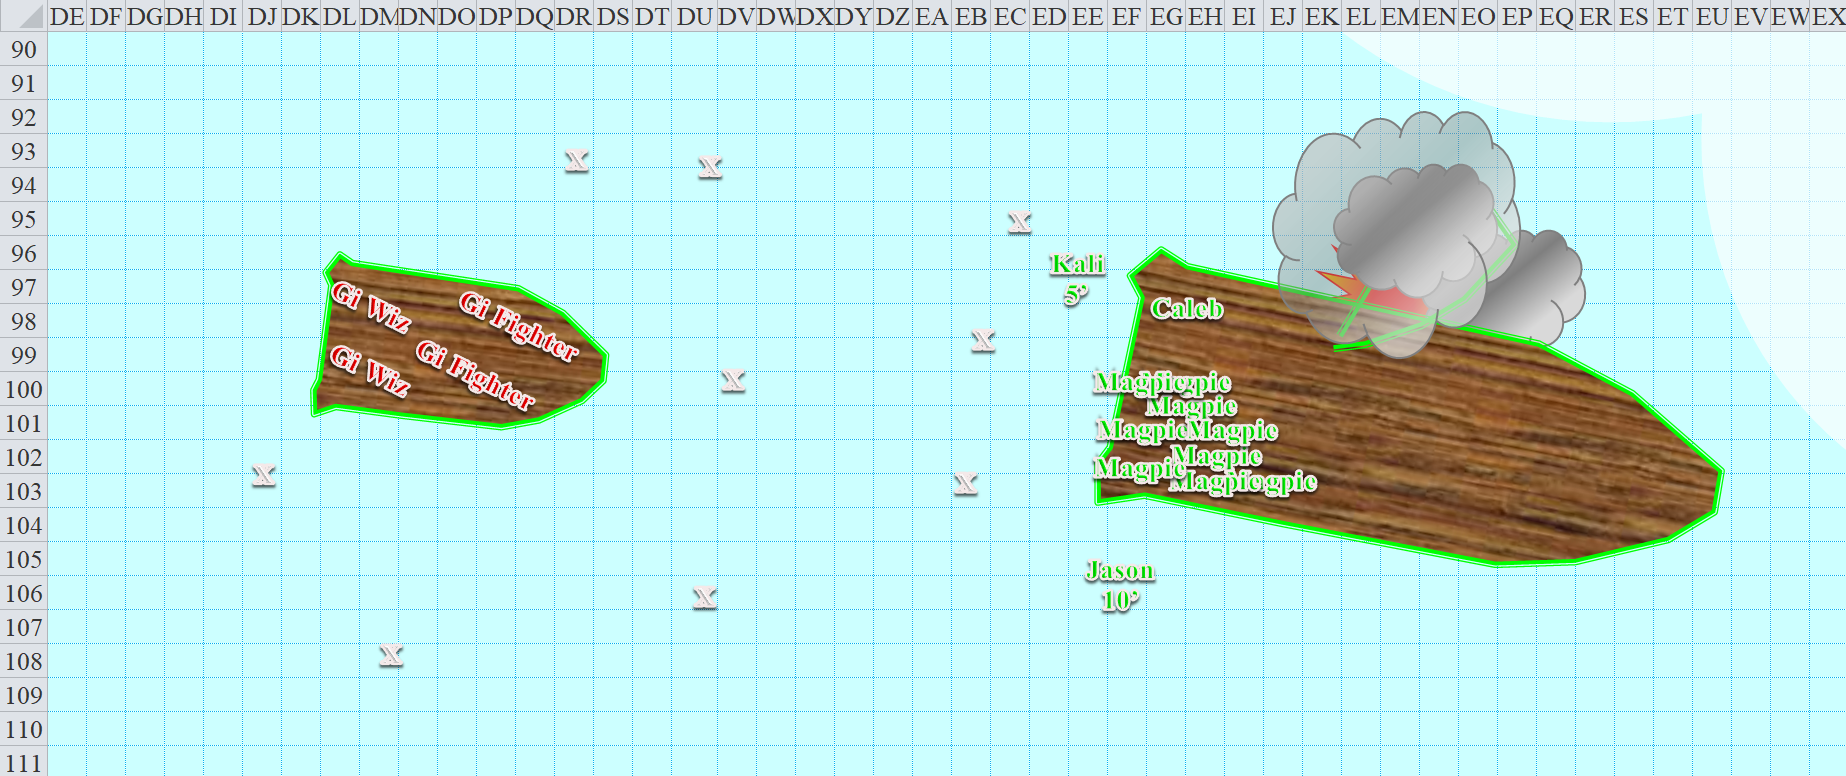 DE DF DG DH DI DJ DK DL DM DN DO DP DQ DR DS DT DU DV DW DX DY DZ EA EB EC ED EE EF EG EH EI EJ EK EL EM EN EO EP EQ ER ES ET EU EV EW EX
90
91
92
93
X
X
94
95
X
96
Kali
97
5'
Gi Wiz
Gi Fighter
Caleb
98
99
X
Gi Wiz
Gi Fighter
100
X
Magpie
gpie
Magpie
101
Magpie
Magpie
102
Magpie
X
Magpie
103
X
Magpie
gpie
104
105
Jason
106
X
10'
107
108
X
109
110
111